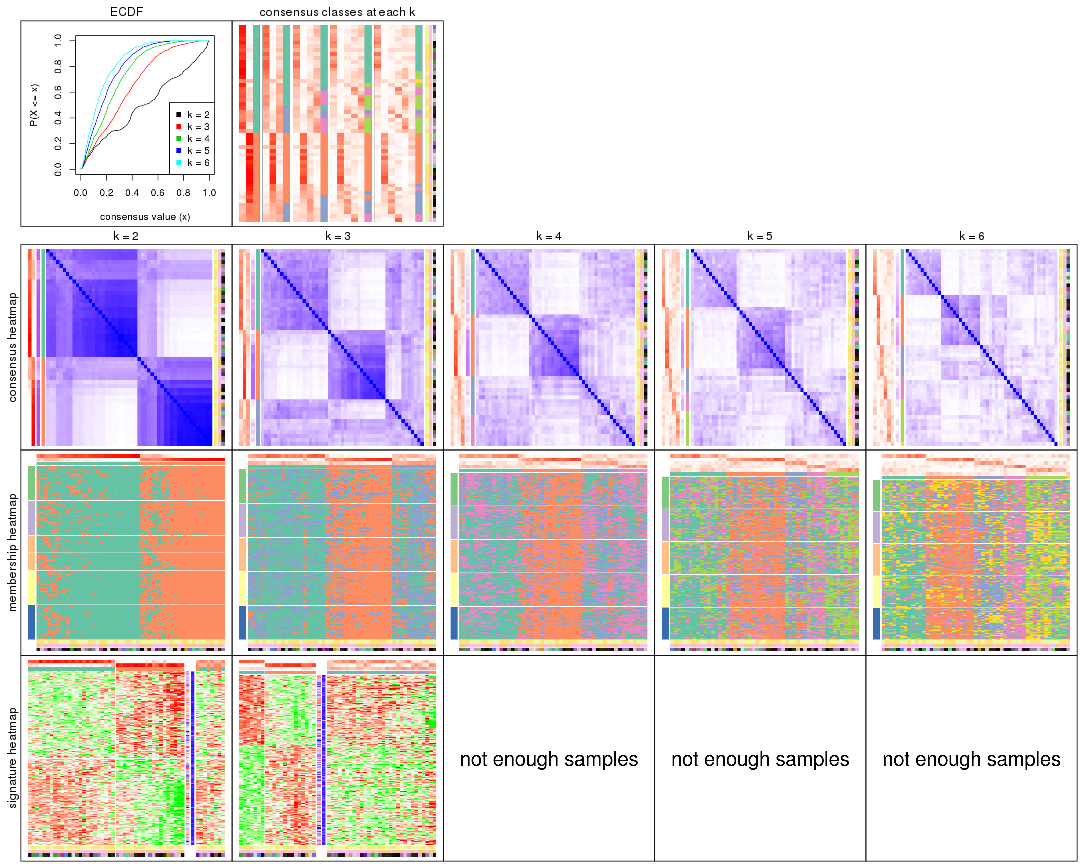 ECDF
consensus classes at each k
P(X <= x)
0.0 0.2 0.4 0.6 0.8 1.0
k = 2
k = 3
k = 4
k = 5
k = 6
0.0 0.2 0.4 0.6 0.8 1.0
consensus value (x)
k = 2
k = 3
k = 4
k = 5
k = 6
consensus heatmap
membership heatmap
signature heatmap
not enough samples
not enough samples
not enough samples